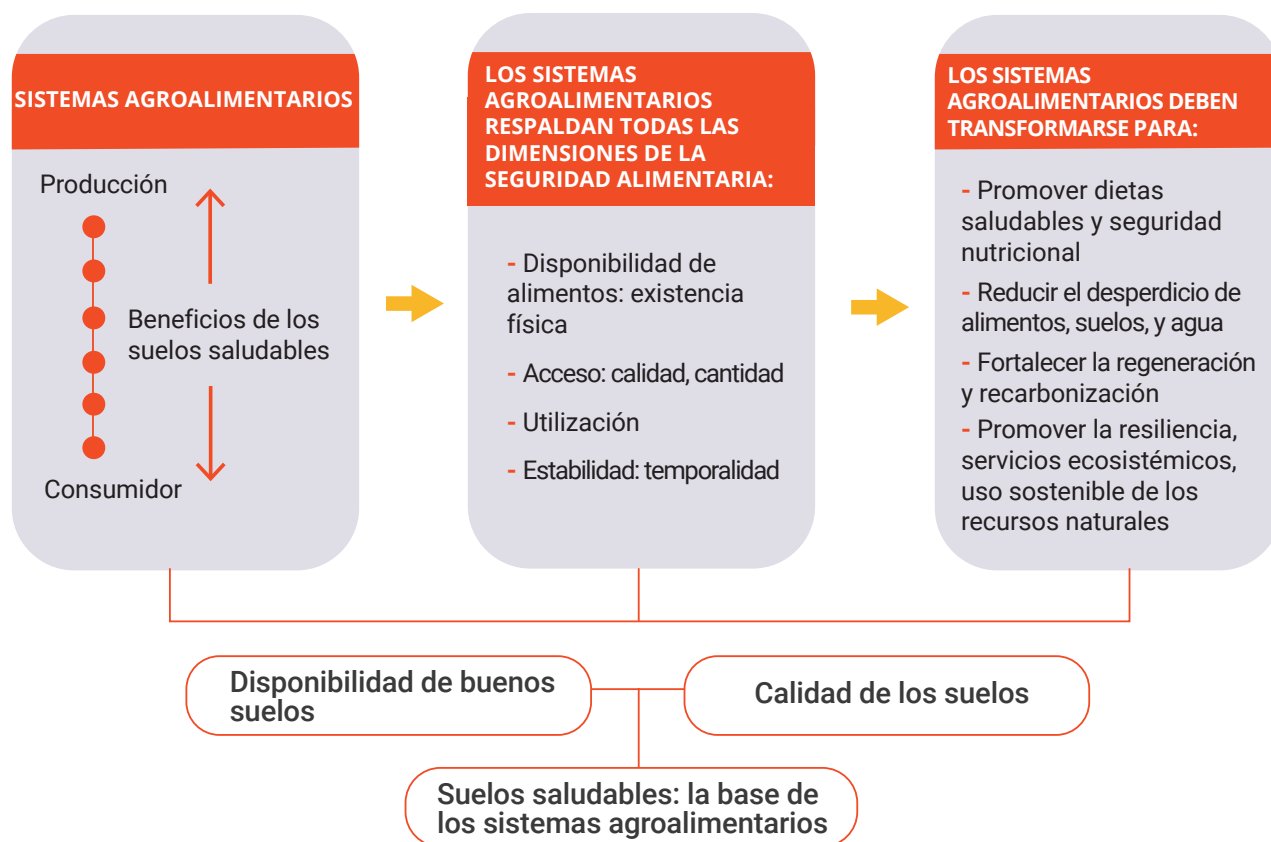 SISTEMAS AGROALIMENTARIOS
Producción
Beneficios de los
suelos saludables
Consumidor
LOS SISTEMAS
AGROALIMENTARIOS
RESPALDAN TODAS LAS
DIMENSIONES DE LA
SEGURIDAD ALIMENTARIA:
- Disponibilidad de
alimentos: existencia
física
- Acceso: calidad, cantidad
- Utilización
- Estabilidad: temporalidad
LOS SISTEMAS
AGROALIMENTARIOS DEBEN
TRANSFORMARSE PARA:
- Promover dietas
saludables y seguridad
nutricional
- Reducir el desperdicio de
alimentos, suelos, y agua
- Fortalecer la regeneración
y recarbonización
- Promover la resiliencia,
servicios ecosistémicos,
uso sostenible de los
recursos naturales
Disponibilidad de buenos
suelos
Calidad de los suelos
Suelos saludables: la base de
los sistemas agroalimentarios